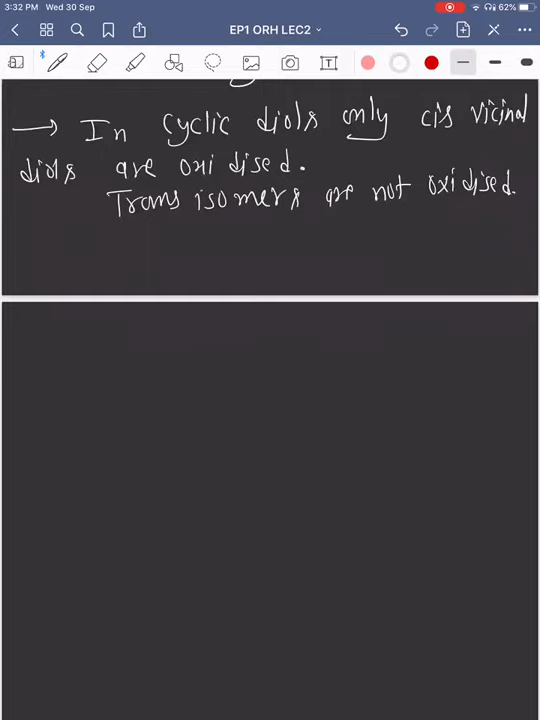 3:32 PM Wed 30 Sep 62%
EP1 ORH LEC2
→ In cyclic diols only cis vicinal
diols are oxidised.
Trans isomers are not oxidised.